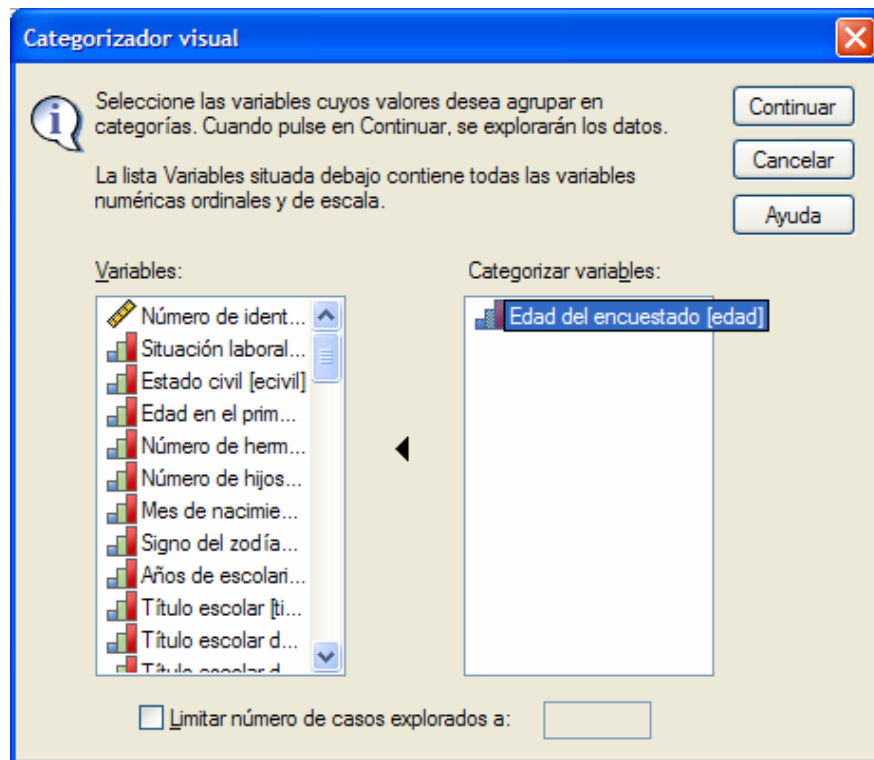 Categorizador visual
Seleccione las variables cuyos valores desea agrupar en
categorías. Cuando pulse en Continuar, se explorarán los datos.
La lista Variables situada debajo contiene todas las variables
numéricas ordinales y de escala.
Continuar
Cancelar
Ayuda
Variables:
Número de ident...
Situación laboral...
Estado civil [ecivil]
Edad en el prim...
Número de herm...
Número de hijos...
Mes de nacimie...
Signo del zodía...
Años de escolari...
Título escolar [ti...
Título escolar d...
Título escolar d...
Categorizar variables:
Edad del encuestado [edad]
Limitar número de casos explorados a: